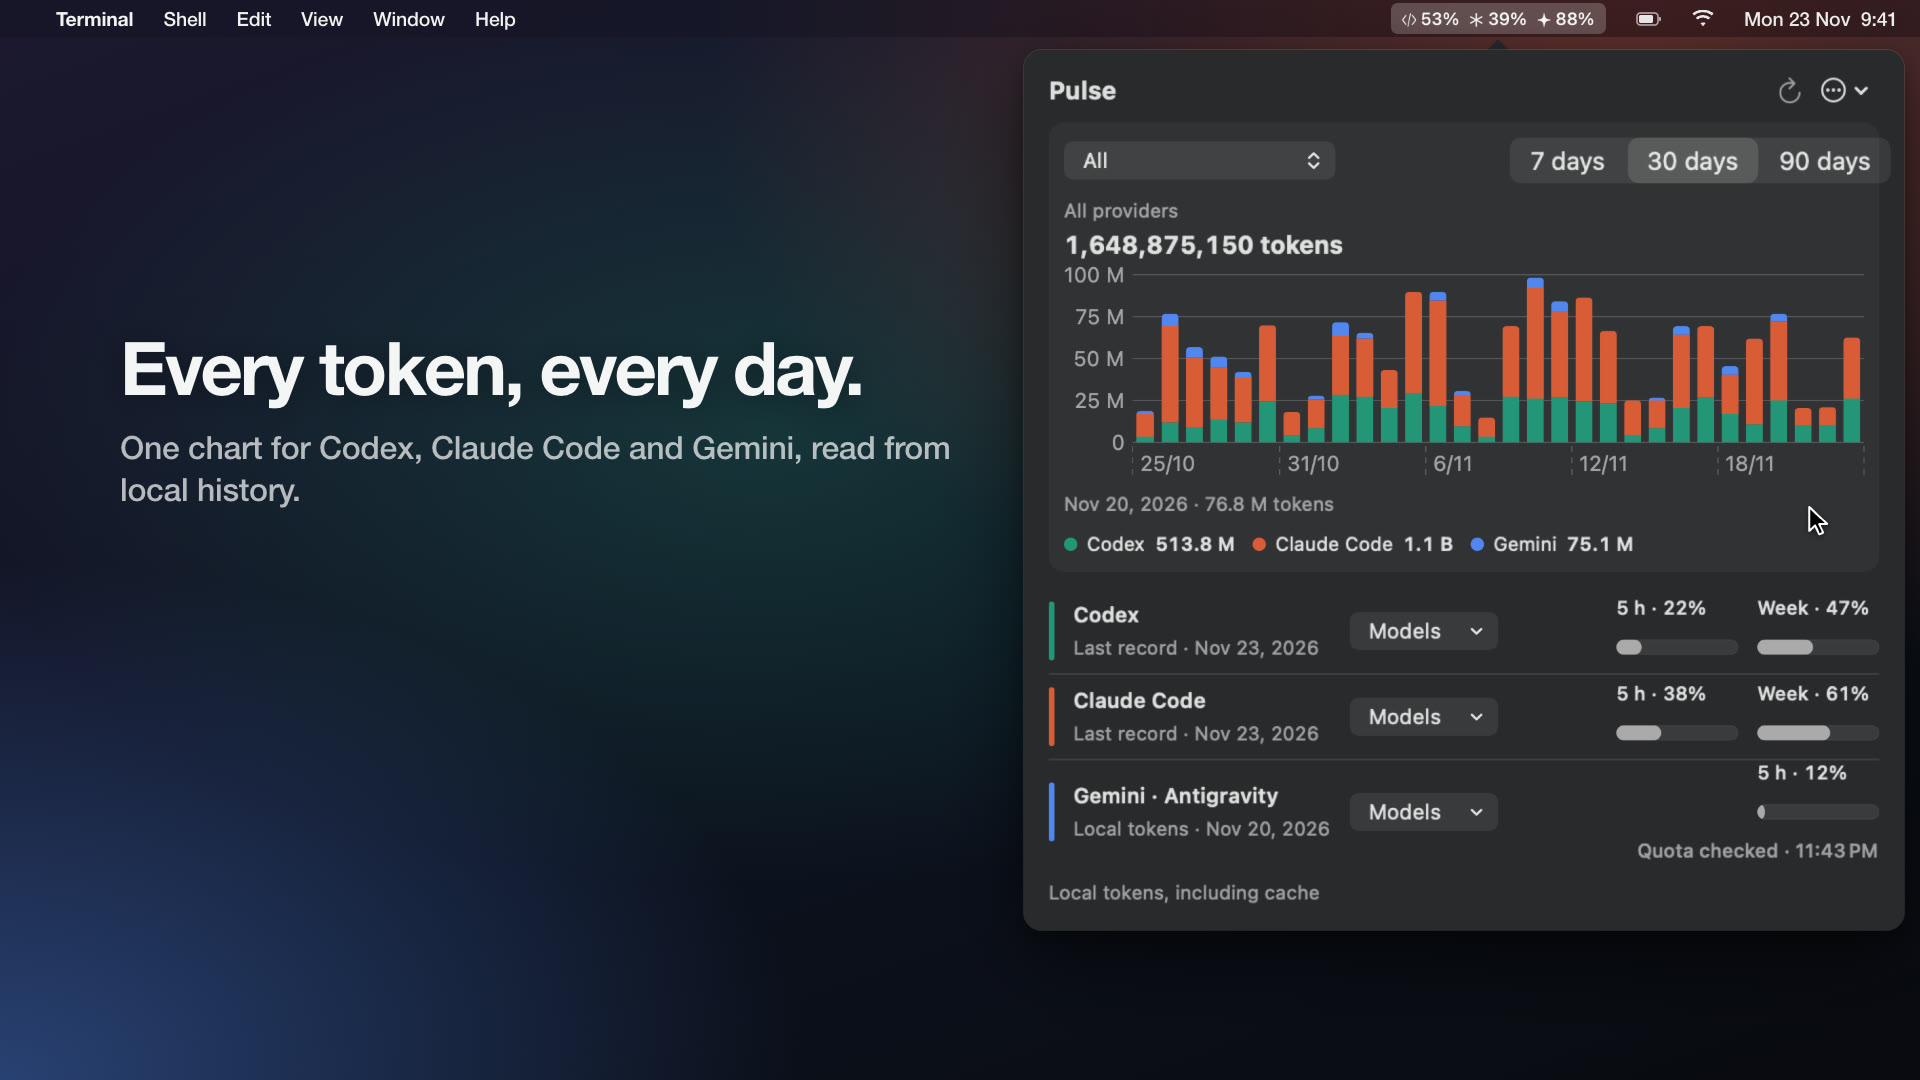 Terminal Shell Edit View Window Help
53% 39% 88% Mon 23 Nov 9:41
Every token, every day.
One chart for Codex, Claude Code and Gemini, read from
local history.
Pulse
All
7 days 30 days 90 days
All providers
1,648,875,150 tokens
100 M
75 M
50 M
25 M
0
25/10 31/10 6/11 12/11 18/11
Nov 20, 2026 · 76.8 M tokens
Codex 513.8 M Claude Code 1.1 B Gemini 75.1 M
Codex
Last record · Nov 23, 2026
Models
5 h · 22% Week · 47%
Claude Code
Last record · Nov 23, 2026
Models
5 h · 38% Week · 61%
Gemini · Antigravity
Local tokens · Nov 20, 2026
Models
5 h · 12%
Quota checked · 11:43 PM
Local tokens, including cache